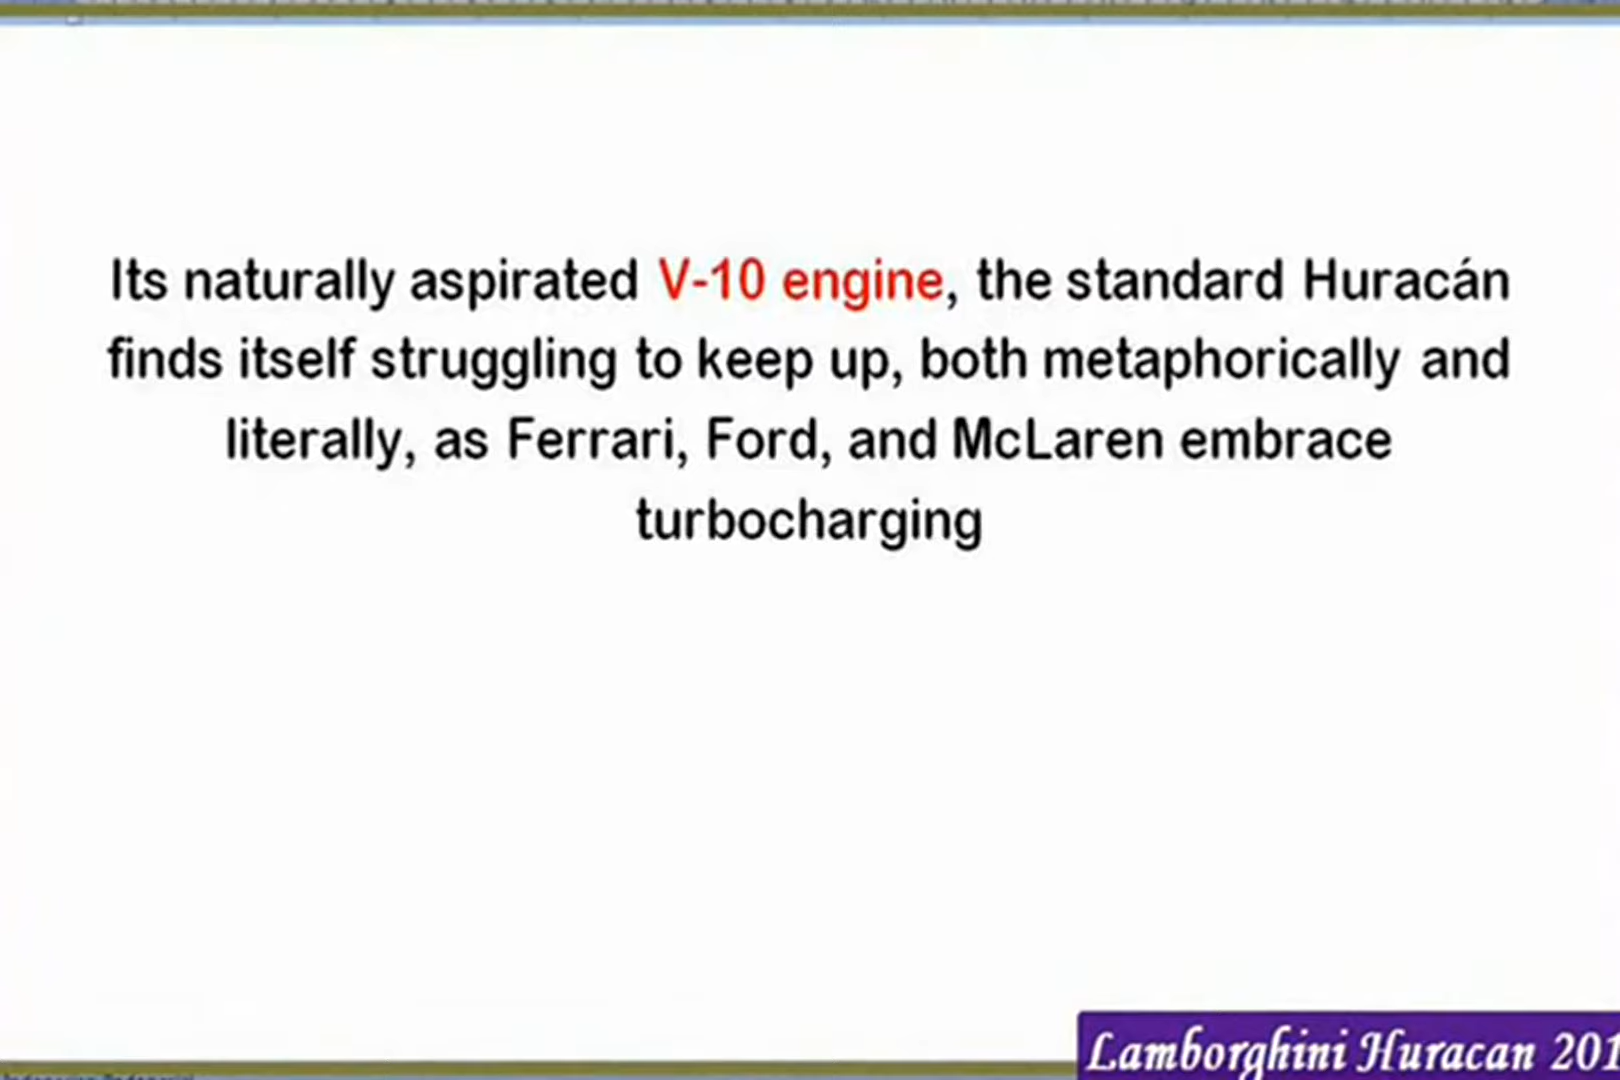 Its naturally aspirated V-10 engine, the standard Huracán
finds itself struggling to keep up, both metaphorically and
literally, as Ferrari, Ford, and McLaren embrace
turbocharging
Lamborghini Huracan 201